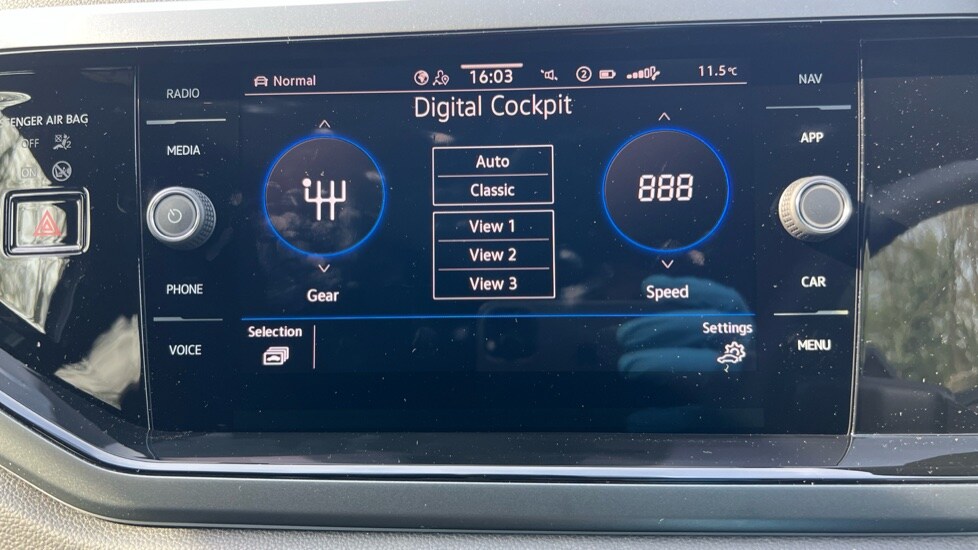 Normal
16:03
2
11.5°C
Digital Cockpit
RADIO
MEDIA
PHONE
VOICE
ENGER AIR BAG
OFF
ON
Auto
Classic
View 1
View 2
View 3
Gear
888
Speed
Selection
Settings
NAV
APP
CAR
MENU